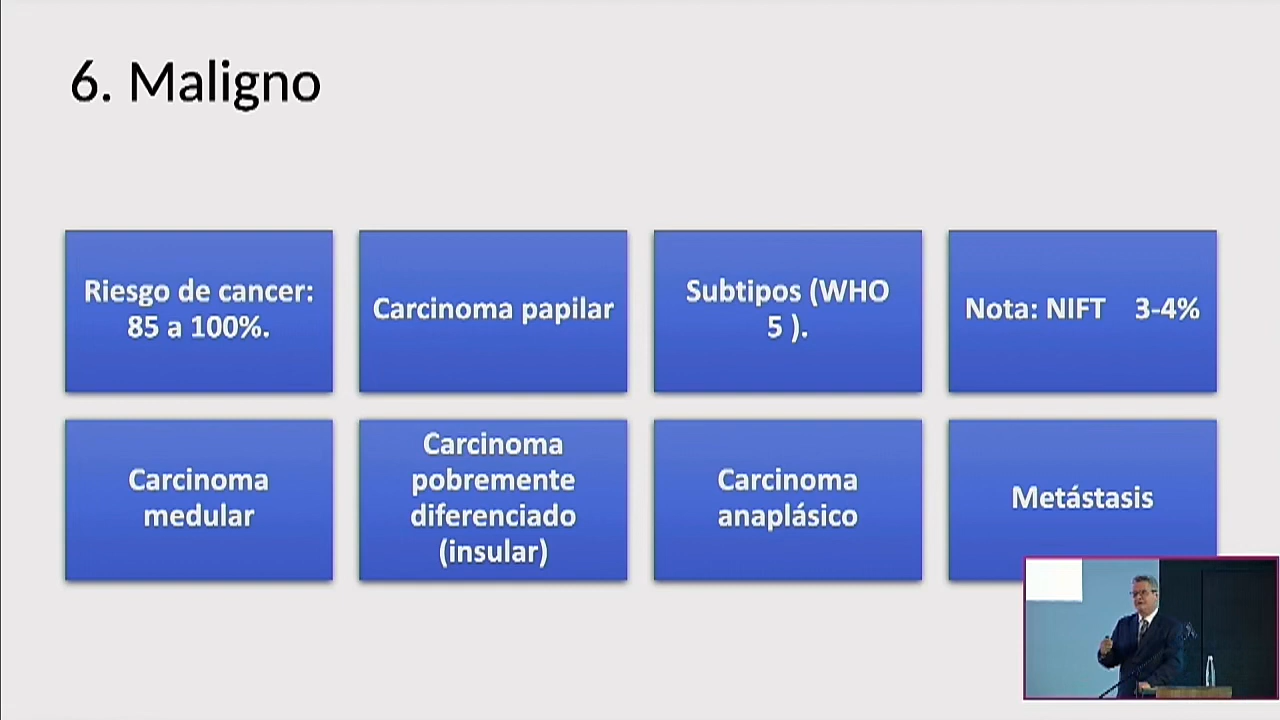 6. Maligno
Riesgo de cancer:
85 a 100%.
Carcinoma papilar
Subtipos (WHO
5 ).
Nota: NIFT 3-4%
Carcinoma
medular
Carcinoma
pobremente
diferenciado
(insular)
Carcinoma
anaplásico
Metástasis